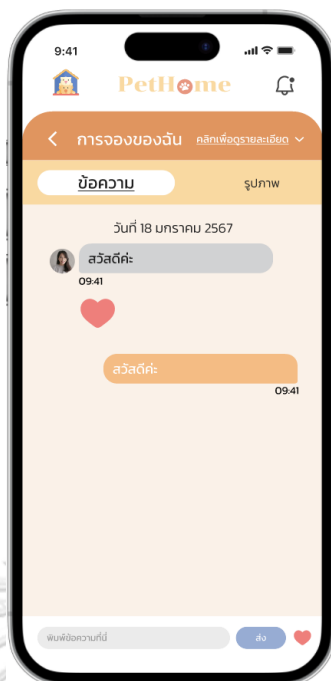 9:41
PetHome
การจองของฉัน คลิกเพื่อดูรายละเอียด
ข้อความ รูปภาพ
วันที่ 18 มกราคม 2567
สวัสดีค่ะ
09:41
สวัสดีค่ะ
09:41
พิมพ์ข้อความที่นี่ ส่ง